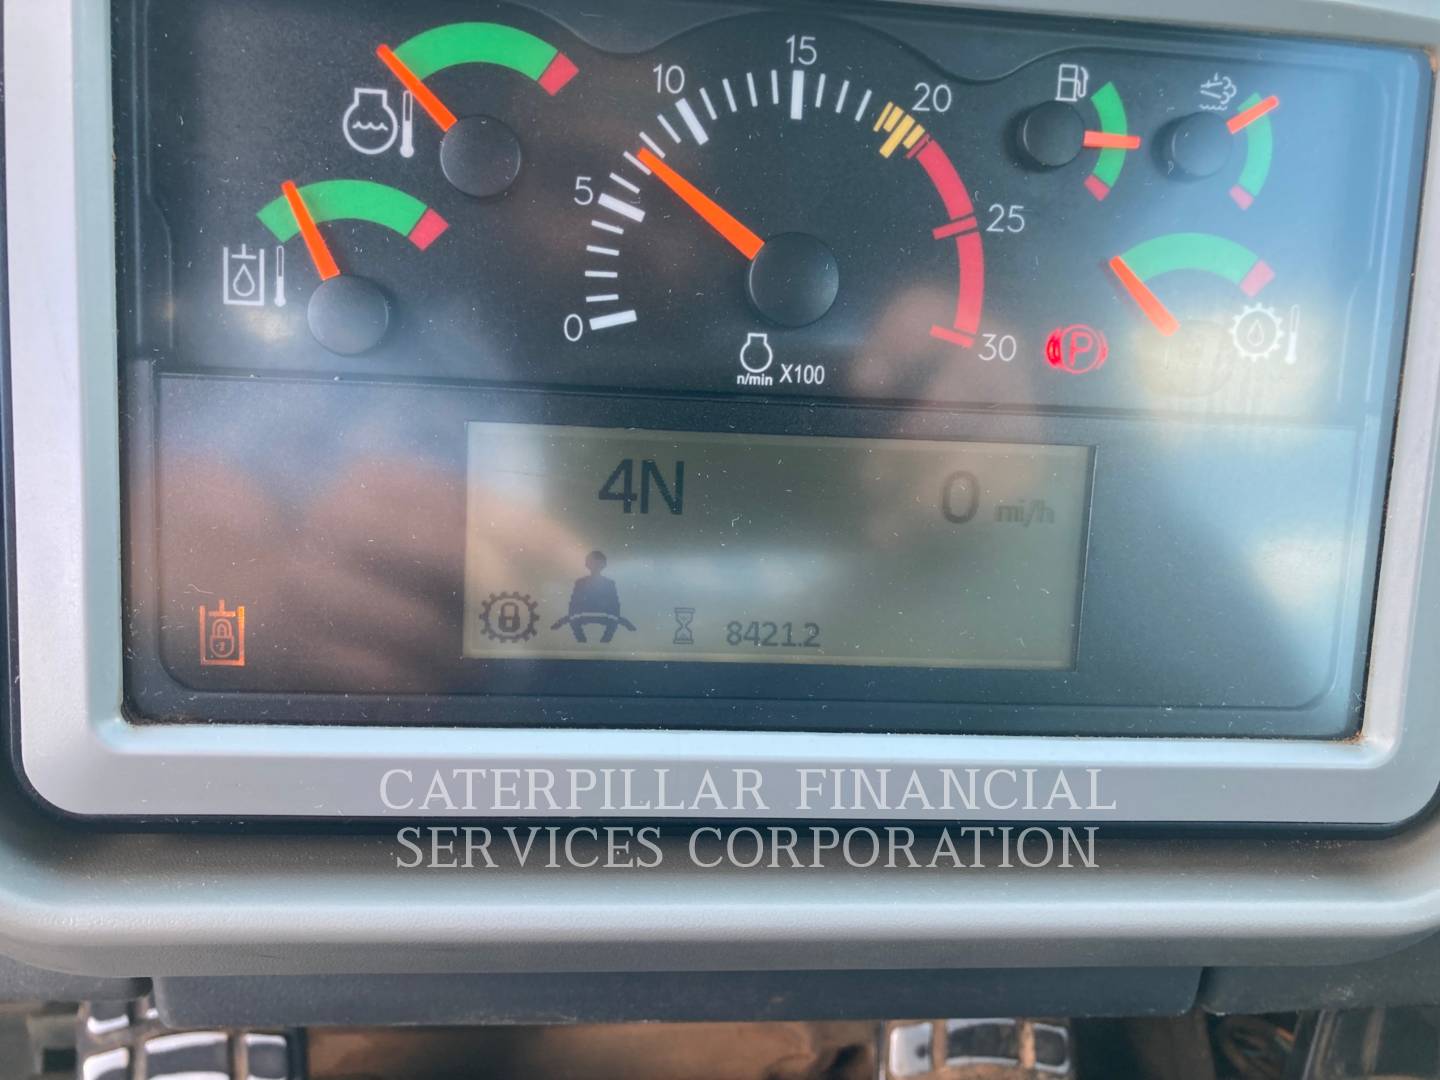 15
10
20
5
25
0
30
P
n/min X100
4N
0 mi/h
8421.2
CATERPILLAR FINANCIAL
SERVICES CORPORATION